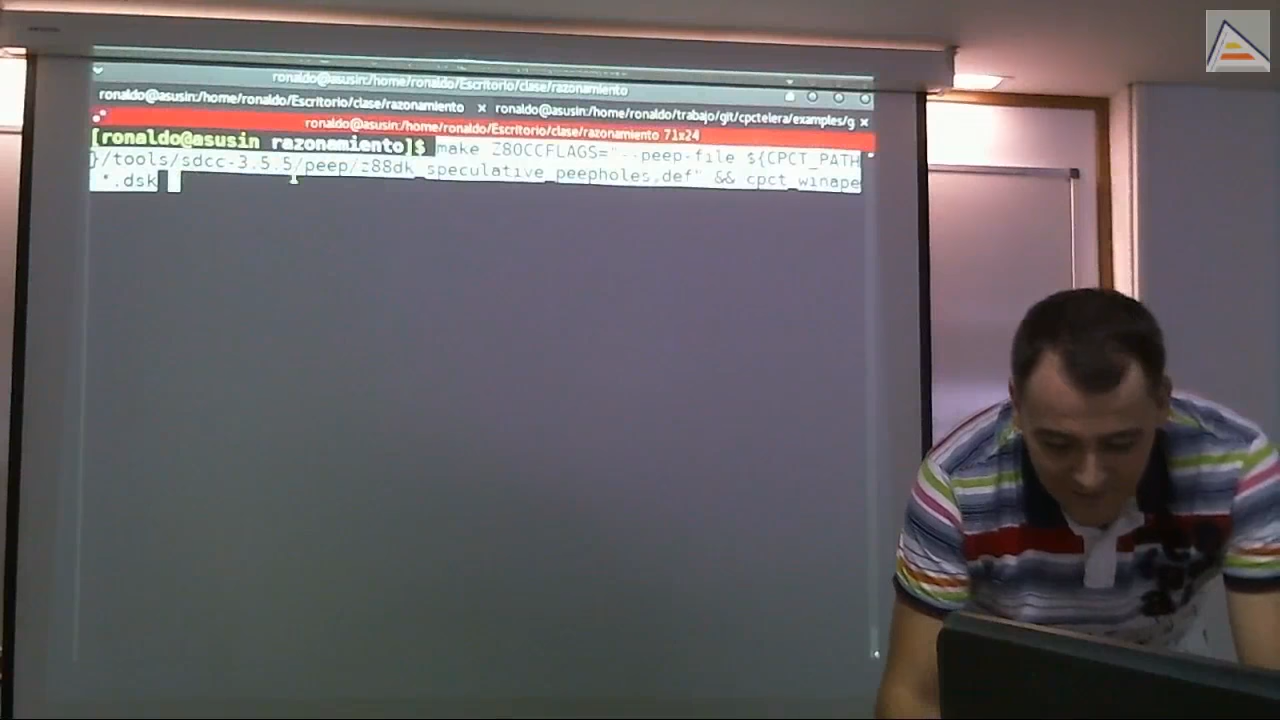 ronaldo@asusin:/home/ronaldo/Escritorio/clase/razonamiento
ronaldo@asusin:/home/ronaldo/Escritorio/clase/razonamiento × ronaldo@asusin:/home/ronaldo/trabajo/git/cpctelera/examples/g ×
ronaldo@asusin:/home/ronaldo/Escritorio/clase/razonamiento 71x24
[ronaldo@asusin razonamiento]$ make Z80CCFLAGS="--peep-file ${CPCT_PATH
}/tools/sdcc-3.5.5/peep/z88dk_speculative_peepholes.def" && cpct_winape
*.dsk